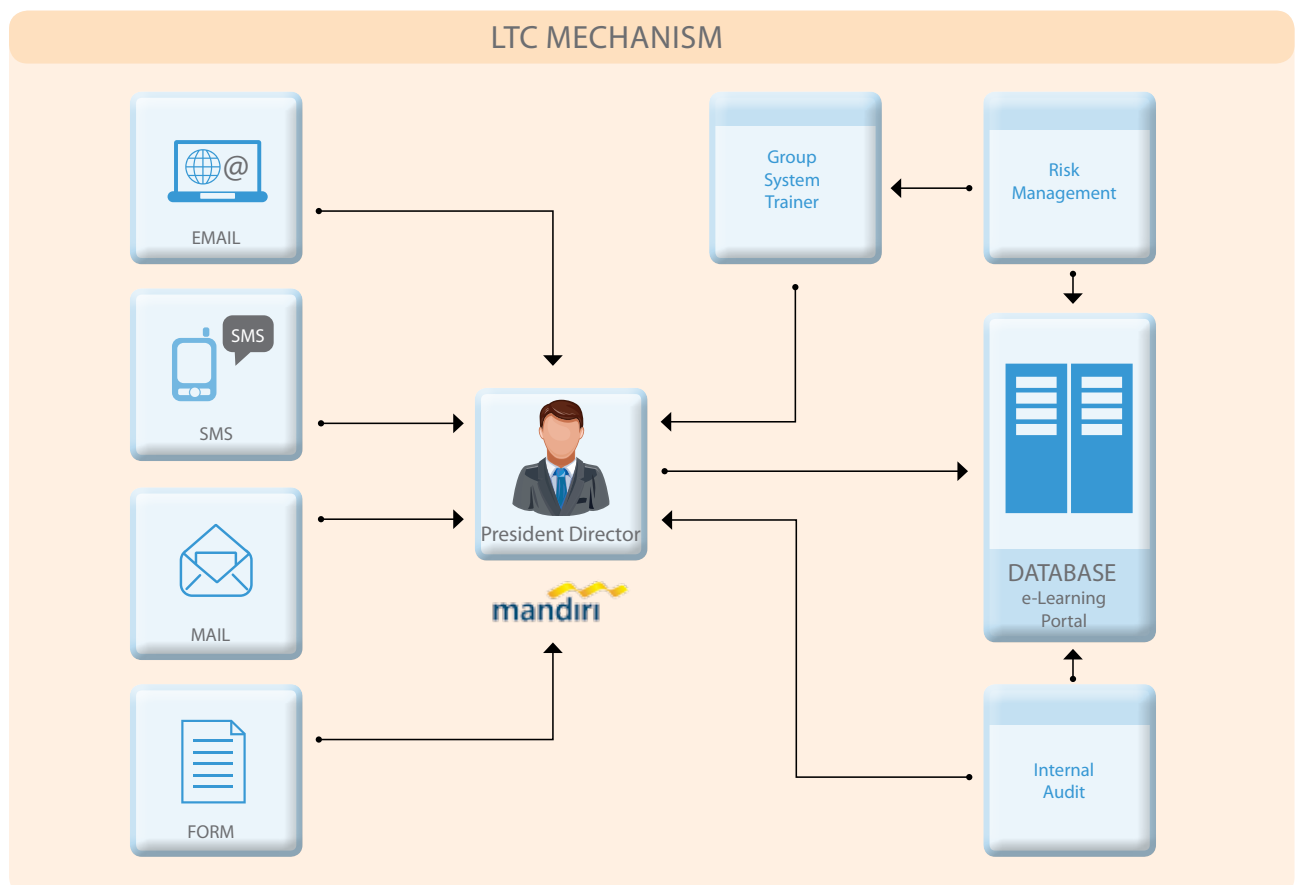 LTC MECHANISM
@
EMAIL
SMS
SMS
MAIL
FORM
President Director
mandırı
Group
System
Trainer
Risk
Management
DATABASE
e-Learning
Portal
Internal
Audit